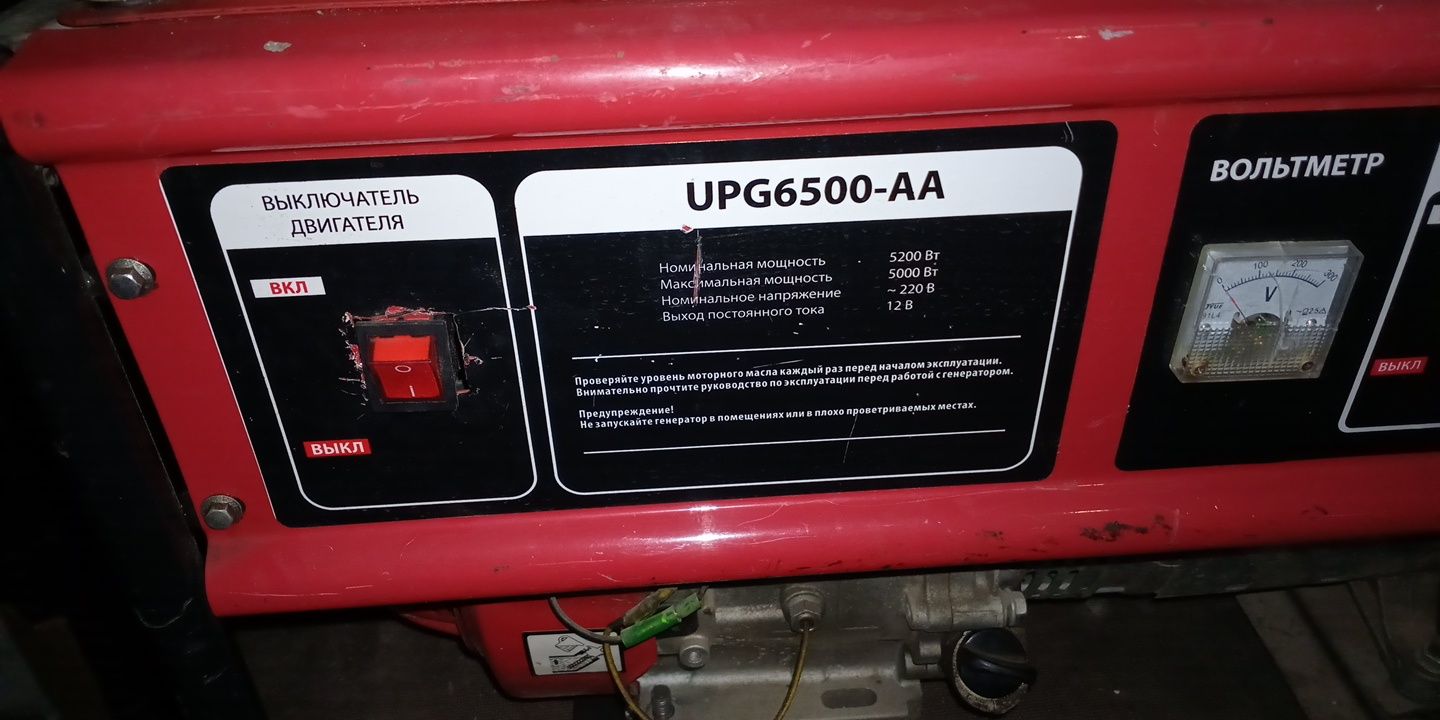 ВЫКЛЮЧАТЕЛЬ
ДВИГАТЕЛЯ
ВКЛ
O
I
ВЫКЛ
UPG6500-AA
Номинальная мощность 5200 Вт
Максимальная мощность 5000 Вт
Номинальное напряжение ~ 220 В
Выход постоянного тока 12 В
Проверяйте уровень моторного масла каждый раз перед началом эксплуатации.
Внимательно прочтите руководство по эксплуатации перед работой с генератором.
Предупреждение!
Не запускайте генератор в помещениях или в плохо проветриваемых местах.
ВОЛЬТМЕТР
0 100 200 300
V
ВЫКЛ